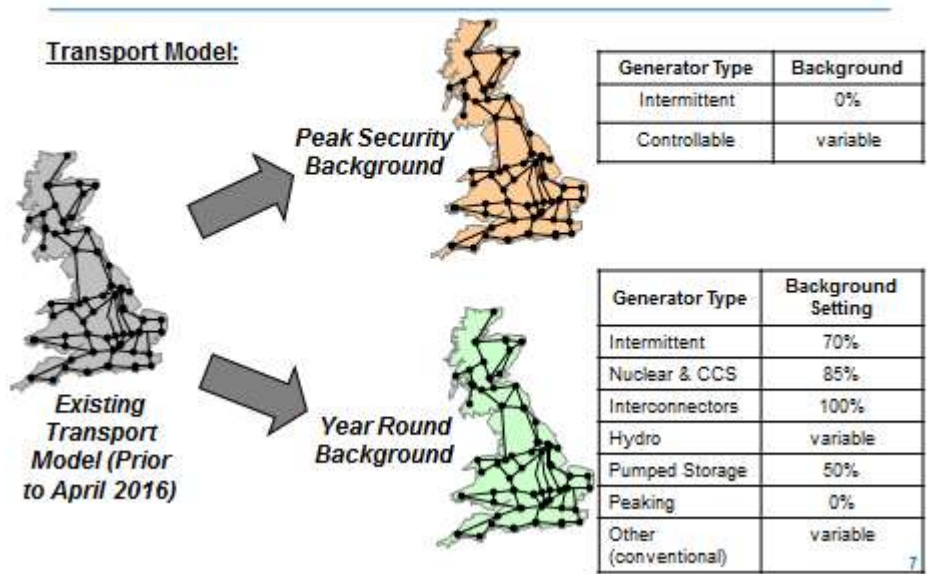 Transport Model:
Peak Security
Background
Generator Type Background
Intermittent 0%
Controllable variable
Existing
Transport
Model (Prior
to April 2016)
Year Round
Background
Generator Type Background
Setting
Intermittent 70%
Nuclear & CCS 85%
Interconnectors 100%
Hydro variable
Pumped Storage 50%
Peaking 0%
Other
(conventional) variable
7